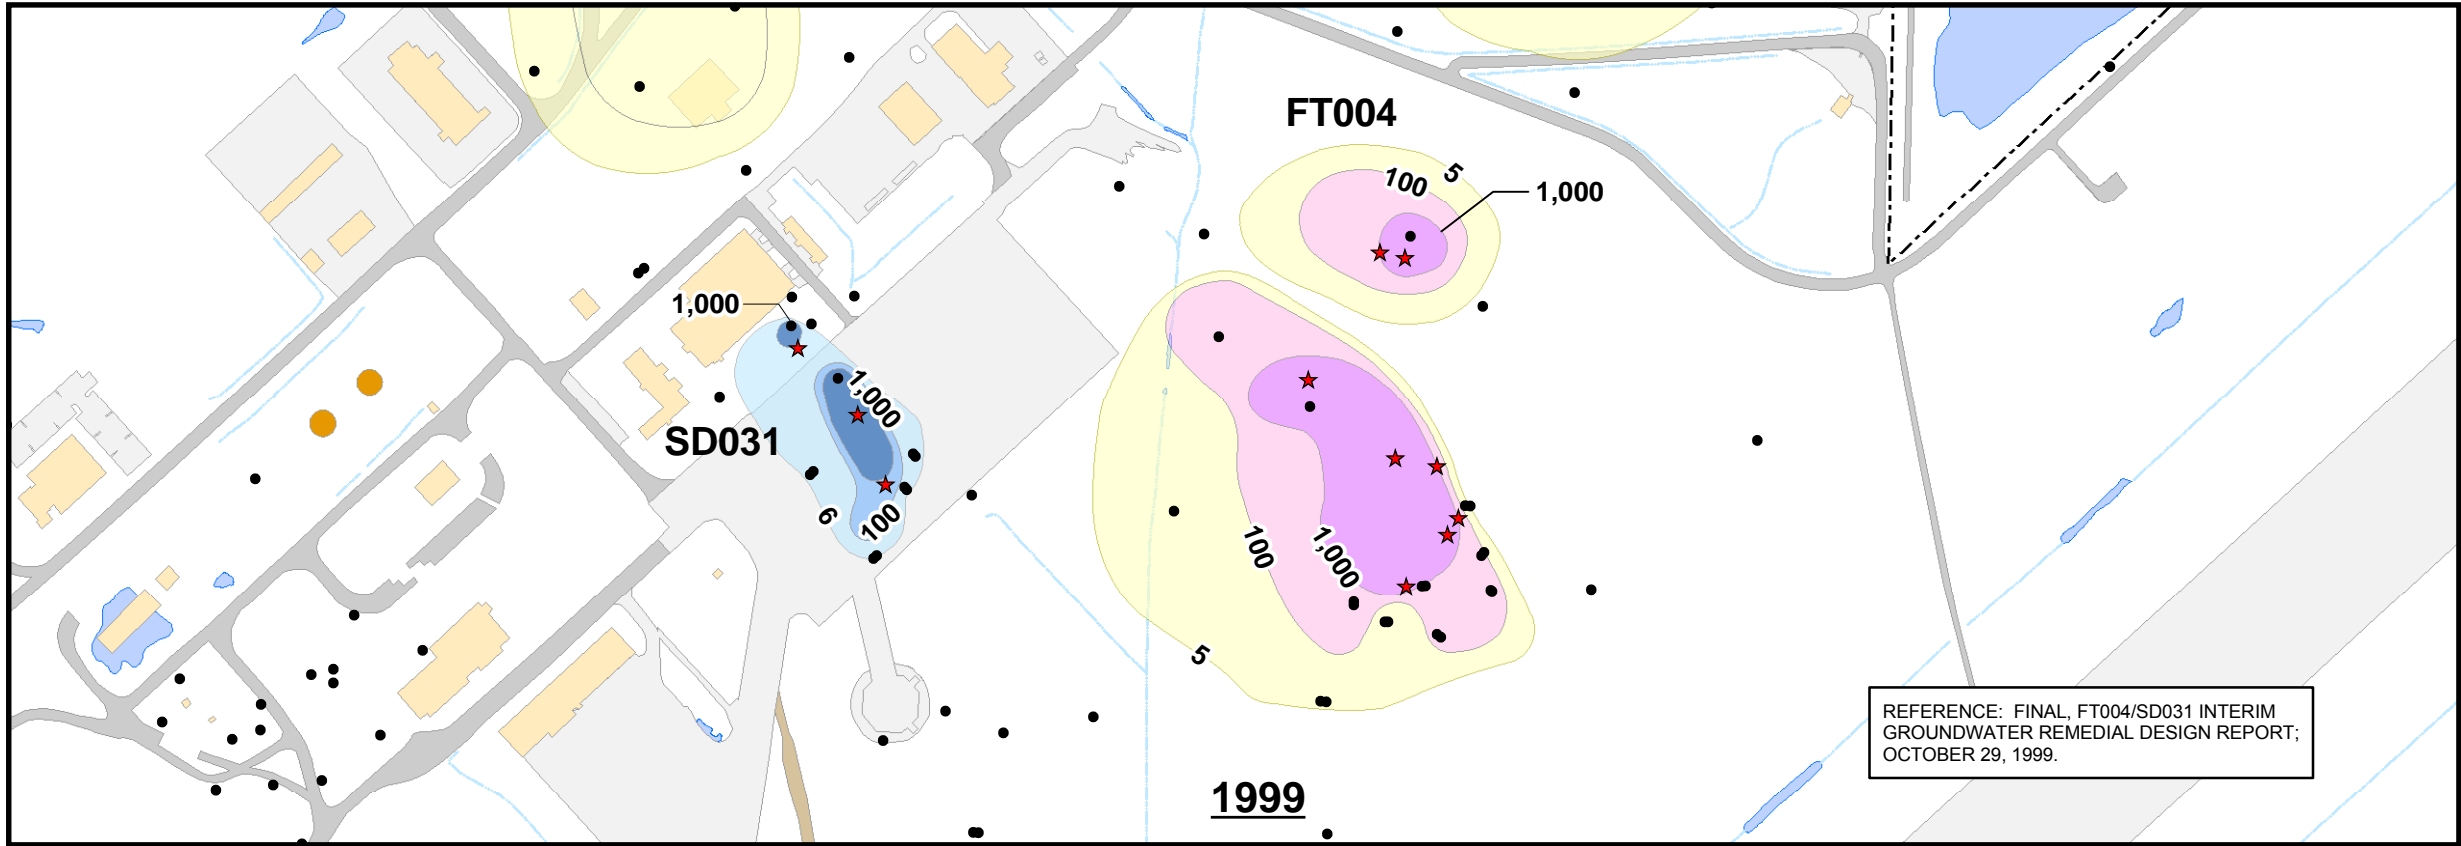 FT004
5
100
1,000
1,000
1,000
SD031
6
100
100
1,000
5
REFERENCE: FINAL, FT004/SD031 INTERIM
GROUNDWATER REMEDIAL DESIGN REPORT;
OCTOBER 29, 1999.
1999